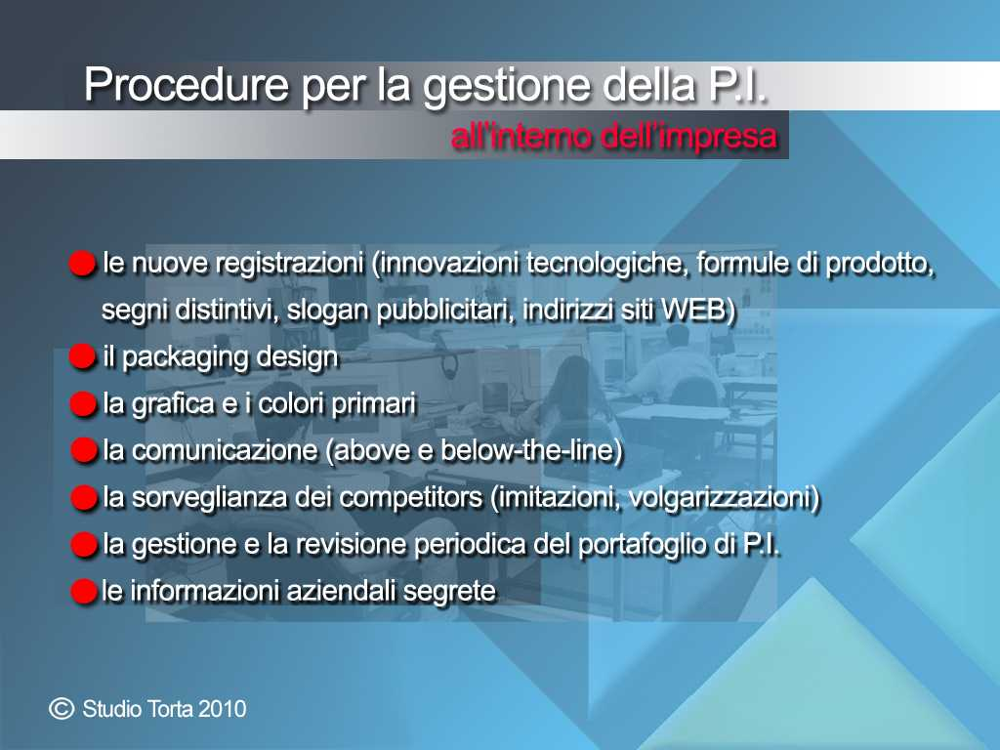 Procedure per la gestione della P.I.
all'interno dell'impresa
le nuove registrazioni (innovazioni tecnologiche, formule di prodotto,
segni distintivi, slogan pubblicitari, indirizzi siti WEB)
il packaging design
la grafica e i colori primari
la comunicazione (above e below-the-line)
la sorveglianza dei competitors (imitazioni, volgarizzazioni)
la gestione e la revisione periodica del portafoglio di P.I.
le informazioni aziendali segrete
© Studio Torta 2010